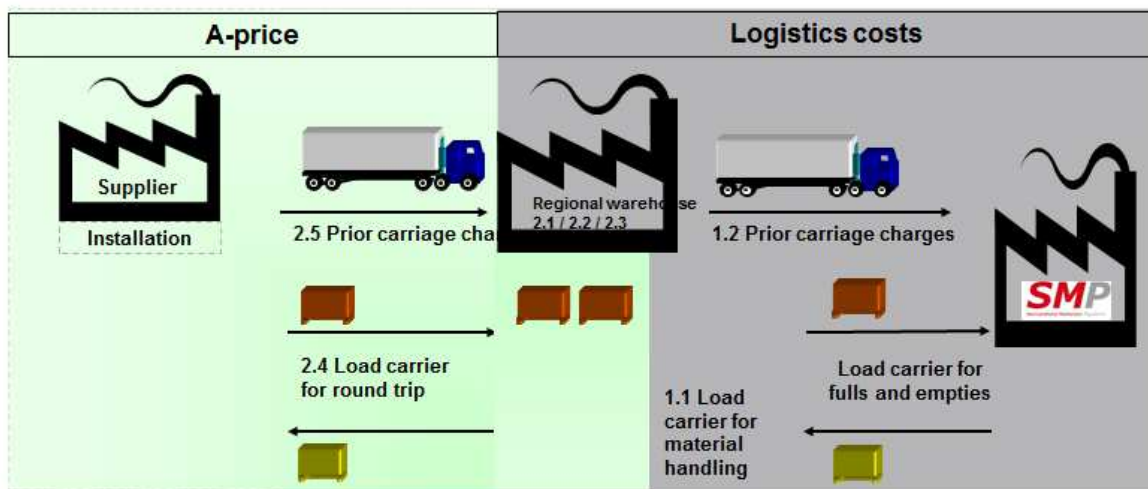 A-price
Logistics costs
Supplier
Installation
Regional warehouse
2.1 / 2.2 / 2.3
2.5 Prior carriage cha
1.2 Prior carriage charges
SMP
2.4 Load carrier
for round trip
Load carrier for
fulls and empties
1.1 Load
carrier for
material
handling